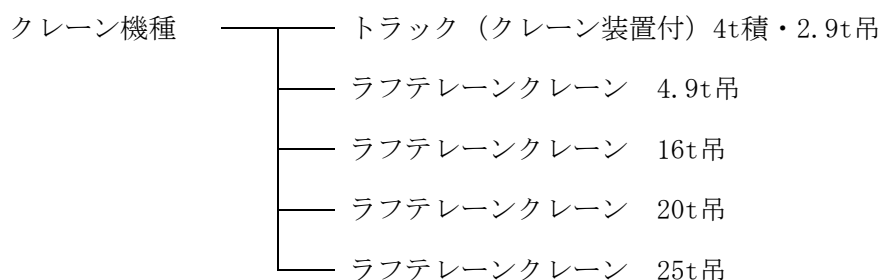 クレーン機種 トラック（クレーン装置付）4t積・2.9t吊
ラフテレーンクレーン 4.9t吊
ラフテレーンクレーン 16t吊
ラフテレーンクレーン 20t吊
ラフテレーンクレーン 25t吊